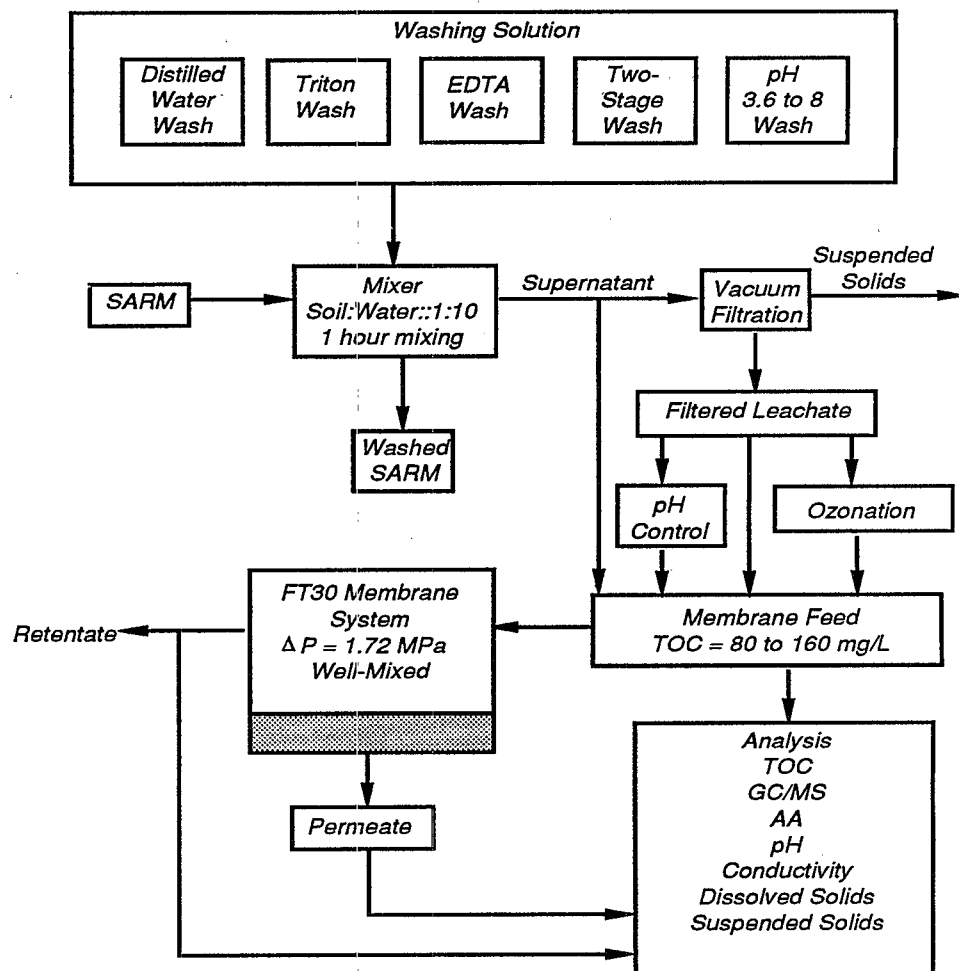 Washing Solution
Distilled
Water
Wash
Triton
Wash
EDTA
Wash
Two-
Stage
Wash
pH
3.6 to 8
Wash
SARM
Mixer
Soil:Water::1:10
1 hour mixing
Supernatant
Vacuum
Filtration
Suspended
Solids
Washed
SARM
Filtered Leachate
pH
Control
Ozonation
Membrane Feed
TOC = 80 to 160 mg/L
FT30 Membrane
System
Δ P = 1.72 MPa
Well-Mixed
Retentate
Permeate
Analysis
TOC
GC/MS
AA
pH
Conductivity
Dissolved Solids
Suspended Solids